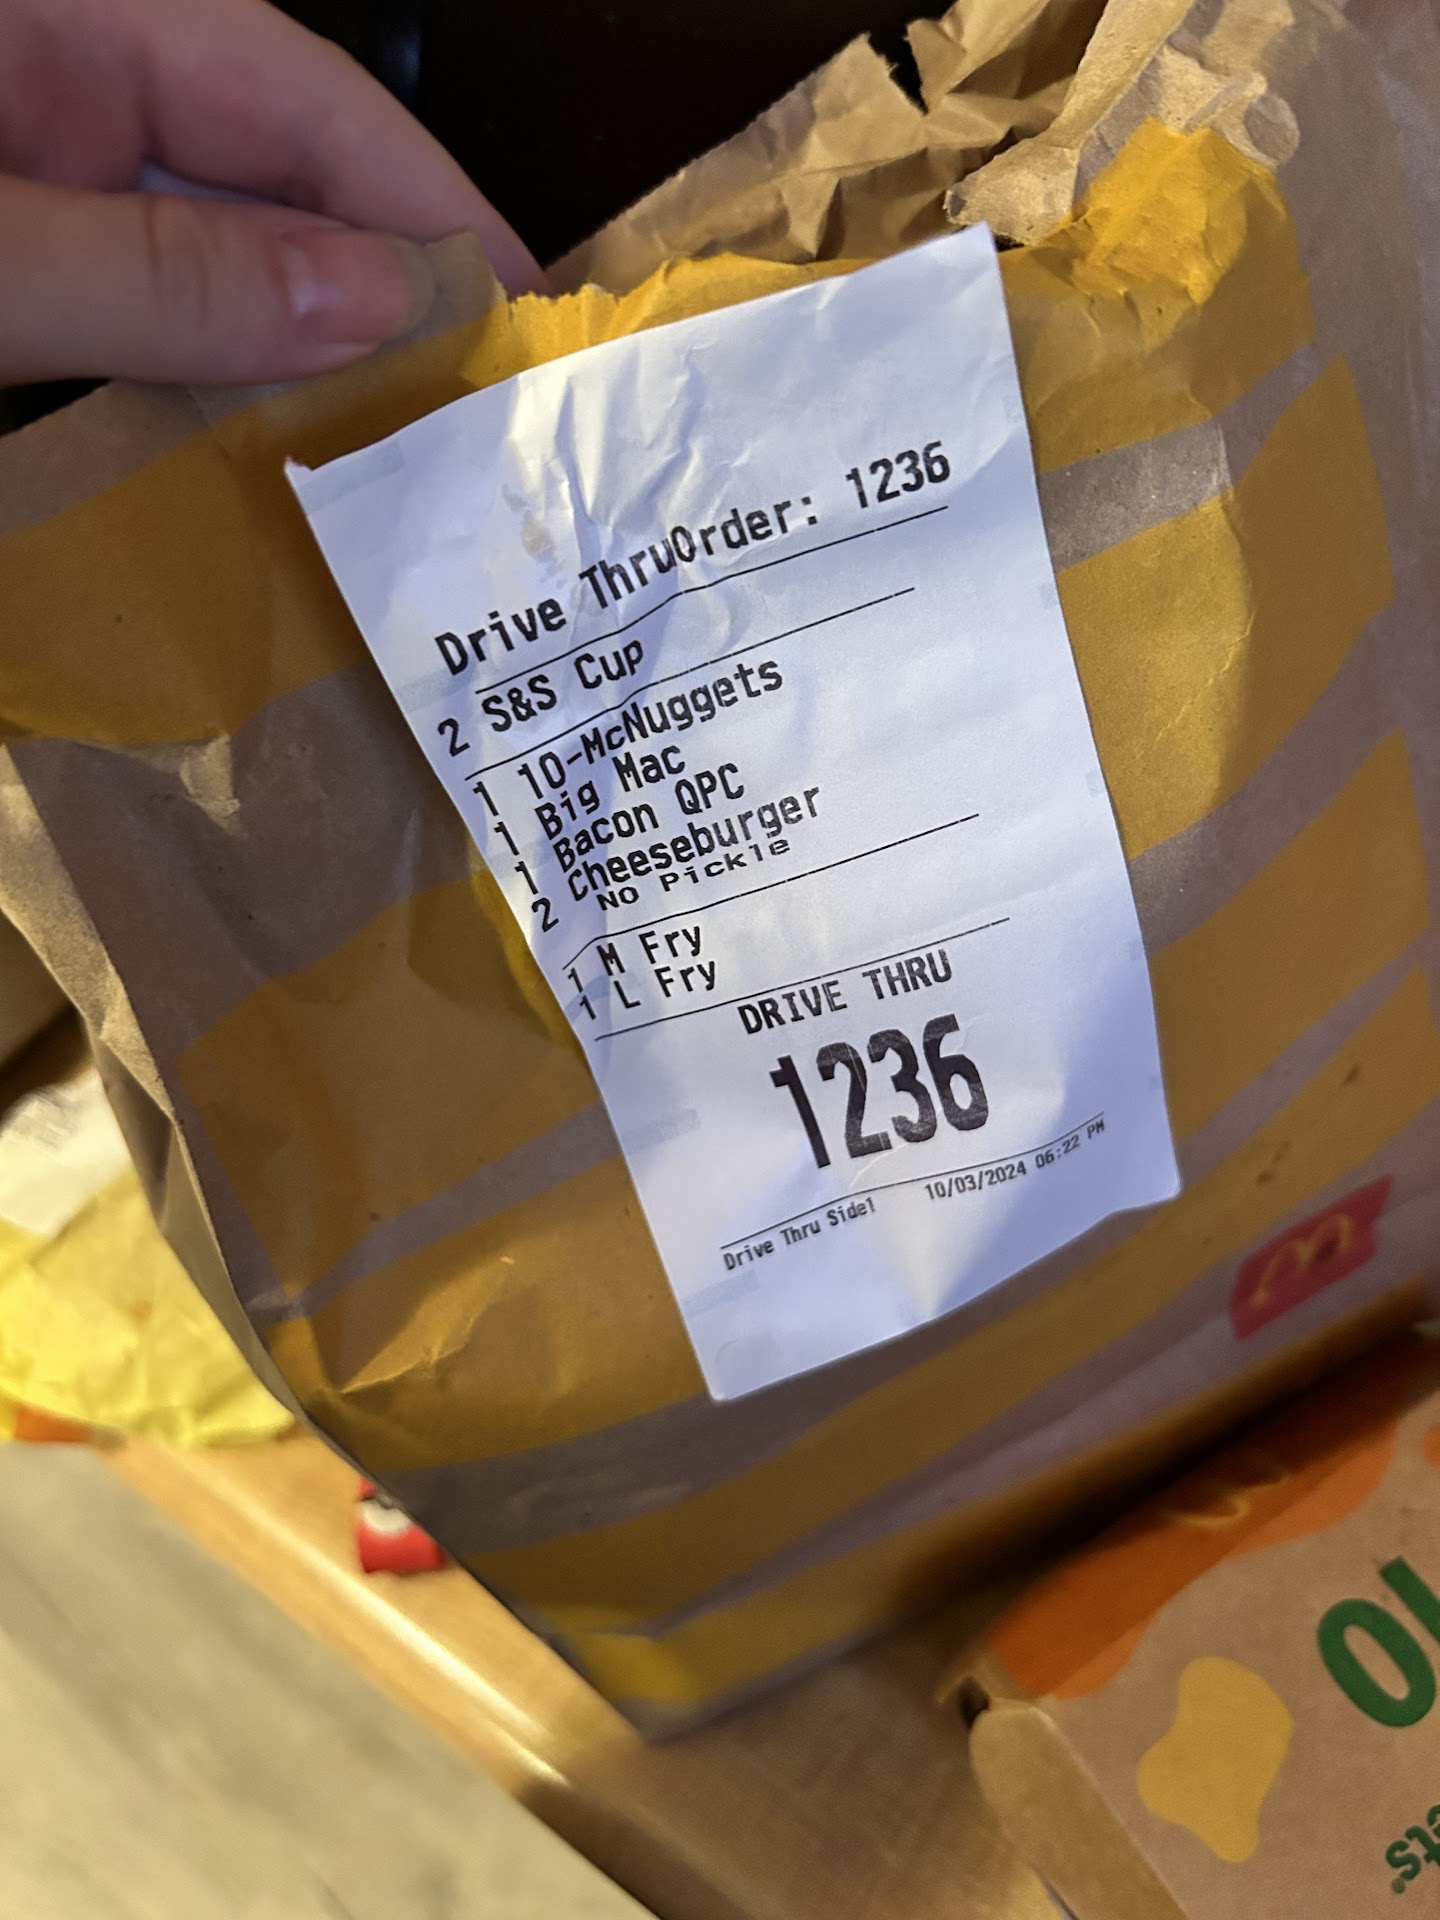 Drive ThruOrder: 1236
2 S&S Cup
1 10-McNuggets
1 Big Mac
1 Bacon QPC
2 Cheeseburger
NO Pickle
1 M Fry
1 L Fry
DRIVE THRU
1236
Drive Thru Side1 10/03/2024 06:22 PM
10